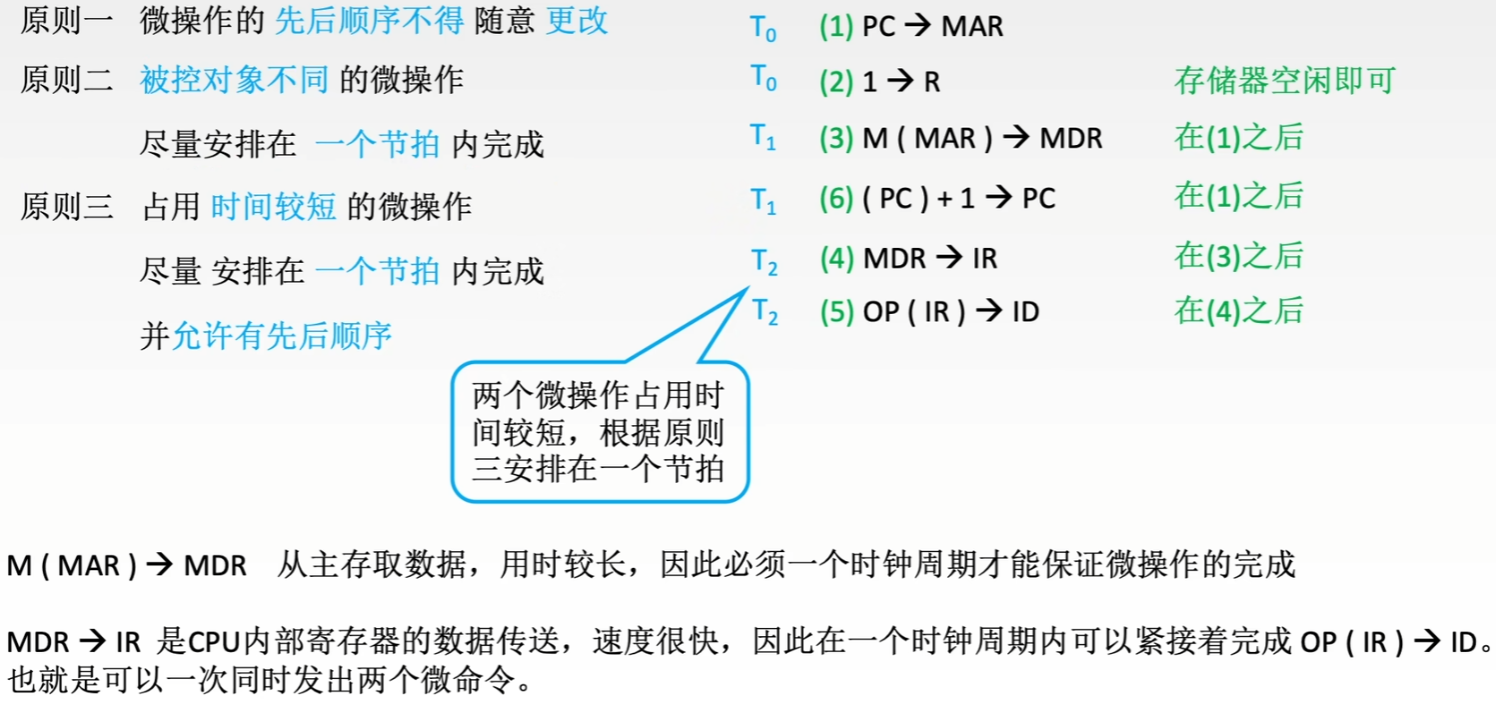 原则一 微操作的 先后顺序不得 随意 更改
原则二 被控对象不同 的微操作
尽量安排在 一个节拍 内完成
原则三 占用 时间较短 的微操作
尽量 安排在 一个节拍 内完成
并允许有先后顺序
T₀ (1) PC → MAR
T₀ (2) 1 → R 存储器空闲即可
T₁ (3) M ( MAR ) → MDR 在(1)之后
T₁ (6) ( PC ) + 1 → PC 在(1)之后
T₂ (4) MDR → IR 在(3)之后
T₂ (5) OP ( IR ) → ID 在(4)之后
两个微操作占用时
间较短，根据原则
三安排在一个节拍
M ( MAR ) → MDR 从主存取数据，用时较长，因此必须一个时钟周期才能保证微操作的完成
MDR → IR 是CPU内部寄存器的数据传送，速度很快，因此在一个时钟周期内可以紧接着完成 OP ( IR ) → ID。
也就是可以一次同时发出两个微命令。